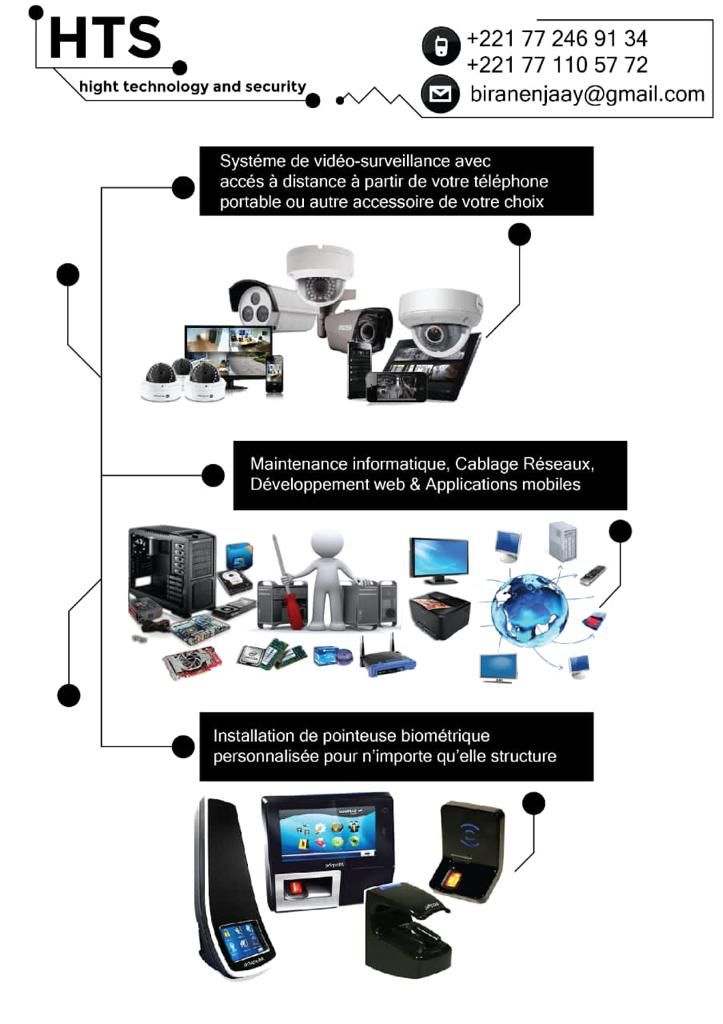 HTS
hight technology and security
+221 77 246 91 34
+221 77 110 57 72
biranenjaay@gmail.com
Systéme de vidéo-surveillance avec
accés à distance à partir de votre téléphone
portable ou autre accessoire de votre choix
Maintenance informatique, Cablage Réseaux,
Développement web & Applications mobiles
Installation de pointeuse biométrique
personnalisée pour n'importe qu'elle structure